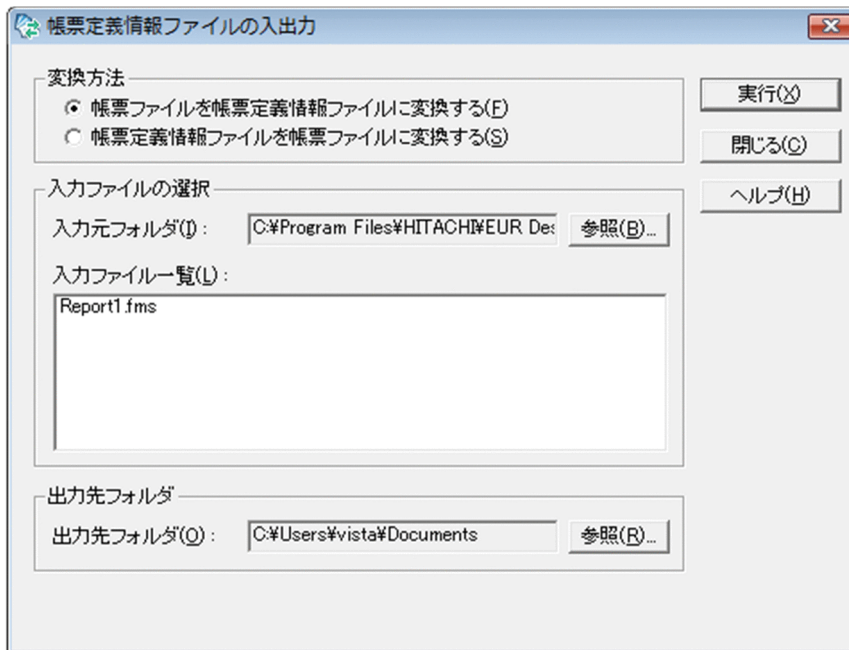 帳票定義情報ファイルの入出力
変換方法
帳票ファイルを帳票定義情報ファイルに変換する(F)
帳票定義情報ファイルを帳票ファイルに変換する(S)
実行(X)
閉じる(C)
ヘルプ(H)
入力ファイルの選択
入力元フォルダ(I)：
C:¥Program Files¥HITACHI¥EUR Des
参照(B)...
入力ファイル一覧(L)：
Report1.fms
出力先フォルダ
出力先フォルダ(O)：
C:¥Users¥vista¥Documents
参照(R)...